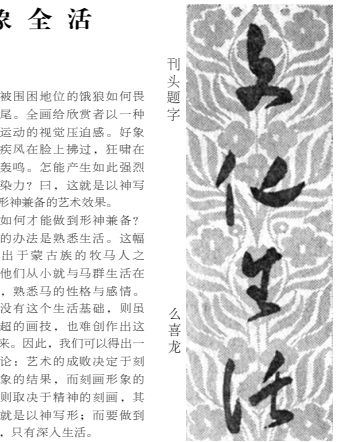 象全活
被围困地位的饿狼如何畏
尾。全画给欣赏者以一种
运动的视觉压迫感。好象
疾风在脸上拂过，狂啸在
轰鸣。怎能产生如此强烈
染力？曰，这就是以神写
形神兼备的艺术效果。
如何才能做到形神兼备？
的办法是熟悉生活。这幅
出于蒙古族的牧马人之
他们从小就与马群生活在
，熟悉马的性格与感情。
没有这个生活基础，则虽
超的画技，也难创作出这
来。因此，我们可以得出一
论：艺术的成败决定于刻
象的结果，而刻画形象的
则取决于精神的刻画，其
就是以神写形；而要做到
，只有深入生活。
刊头题字
么喜龙
文化生活